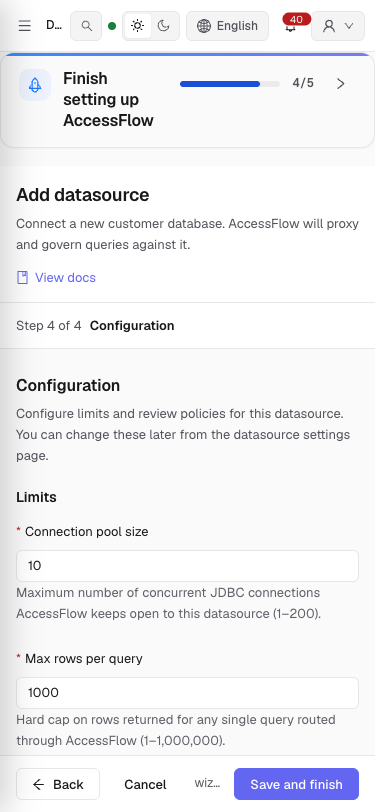 D...
English
40
Finish
setting up
AccessFlow
4/5
Add datasource
Connect a new customer database. AccessFlow will proxy
and govern queries against it.
View docs
Step 4 of 4 Configuration
Configuration
Configure limits and review policies for this datasource.
You can change these later from the datasource settings
page.
Limits
* Connection pool size
10
Maximum number of concurrent JDBC connections
AccessFlow keeps open to this datasource (1–200).
* Max rows per query
1000
Hard cap on rows returned for any single query routed
through AccessFlow (1–1,000,000).
Back
Cancel
wiz...
Save and finish